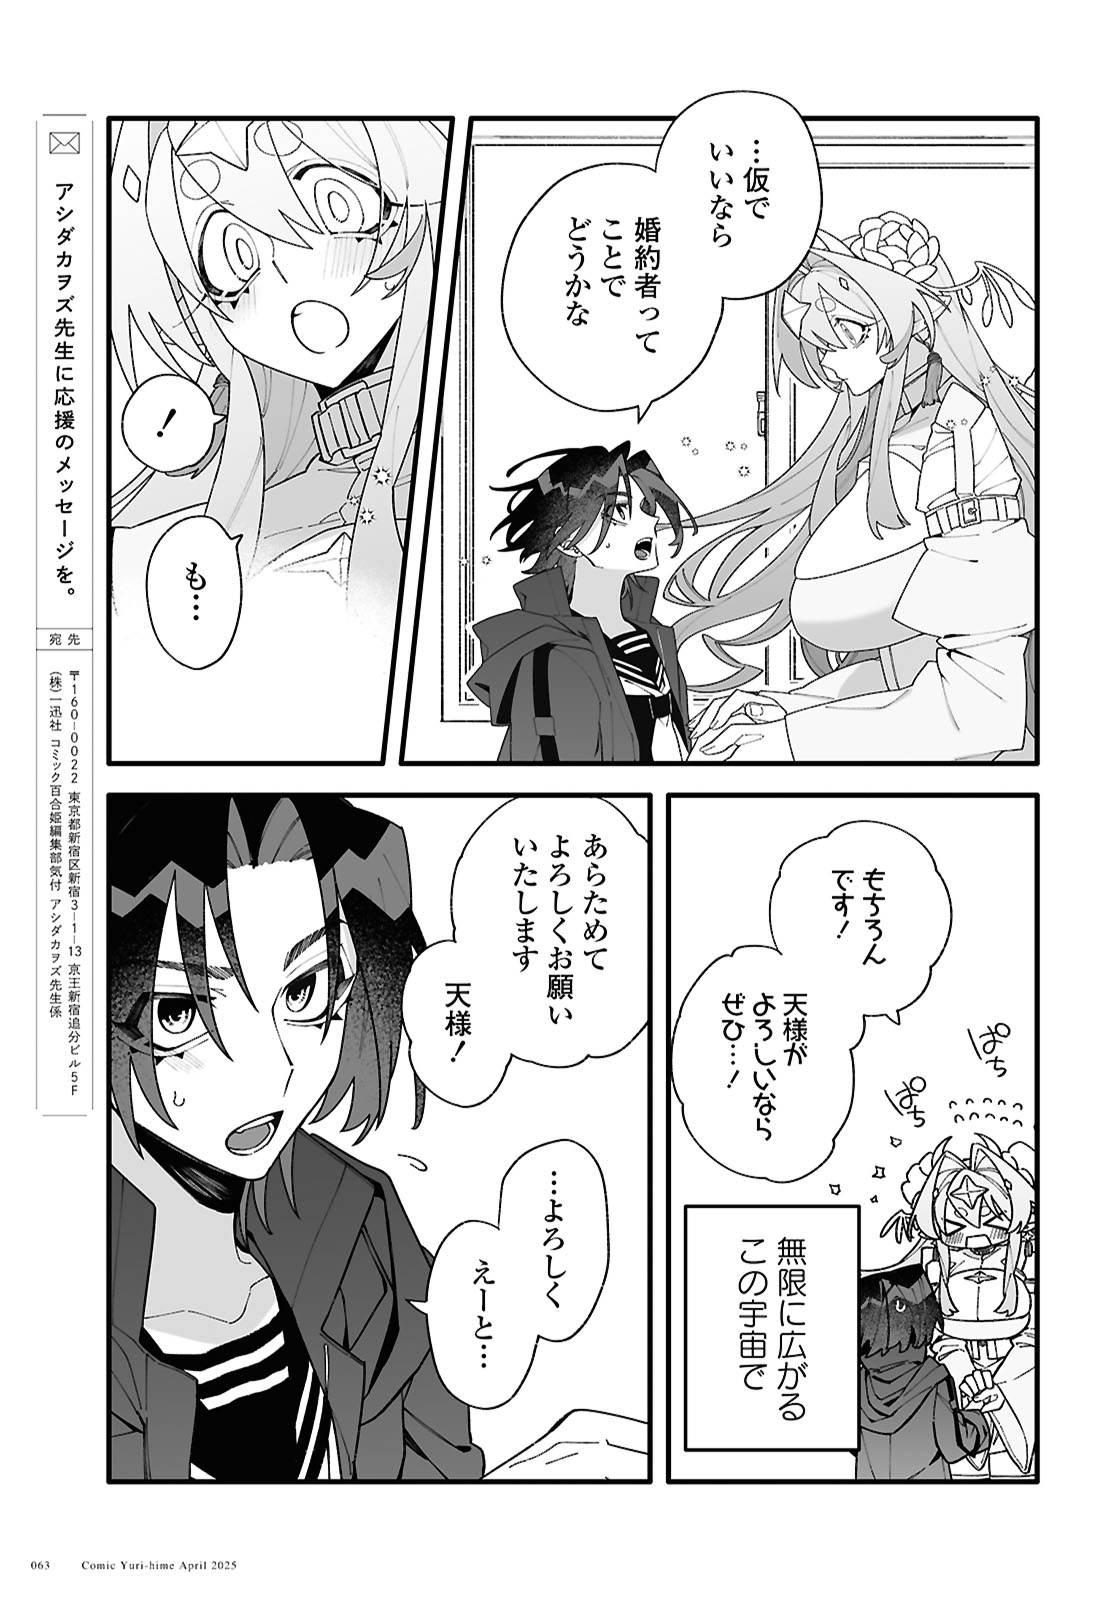 …仮で
いいなら
婚約者って
ことで
どうかな
！
も…
もちろん
です！
天様が
よろしいなら
ぜひ…！
ぱち
ぱち
無限に広がる
この宇宙で
あらためて
よろしくお願い
いたします
天様！
…よろしく
えーと…
アシダカヲズ先生に応援のメッセージを。
宛先
〒160-0022 東京都新宿区新宿3-1-13 京王新宿追分ビル5F
(株)一迅社 コミック百合姫編集部気付 アシダカヲズ先生係
063 Comic Yuri-hime April 2025